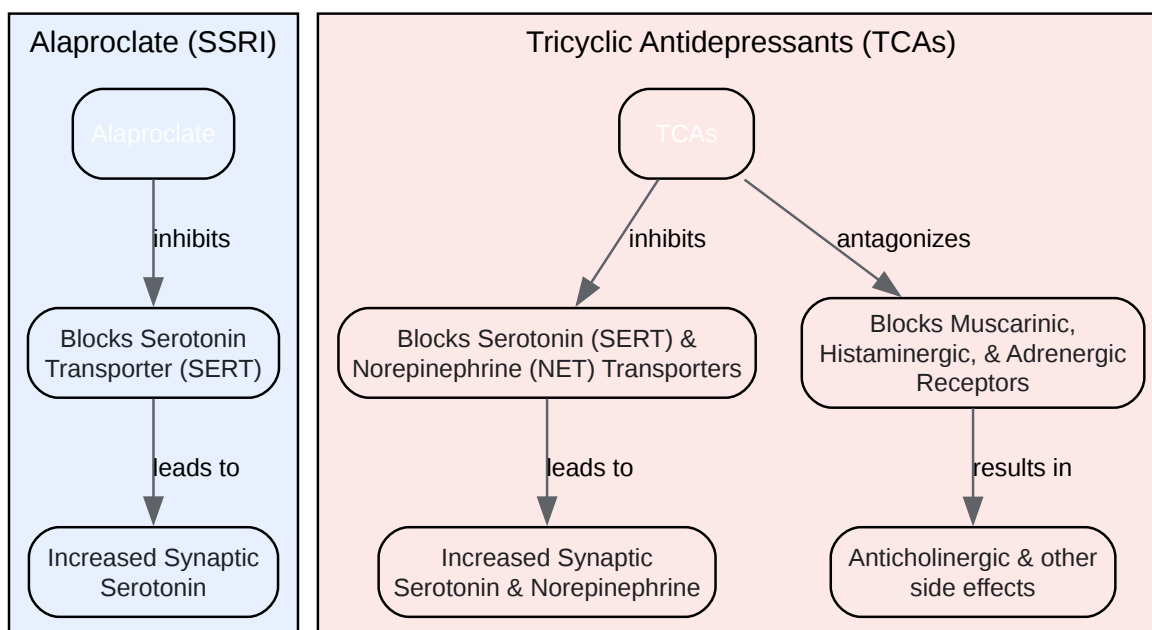 Alaproclate (SSRI)
Alaproclate
inhibits
Blocks Serotonin
Transporter (SERT)
leads to
Increased Synaptic
Serotonin
Tricyclic Antidepressants (TCAs)
TCAs
inhibits
antagonizes
Blocks Serotonin (SERT) &
Norepinephrine (NET) Transporters
Blocks Muscarinic,
Histaminergic, & Adrenergic
Receptors
leads to
results in
Increased Synaptic
Serotonin & Norepinephrine
Anticholinergic & other
side effects